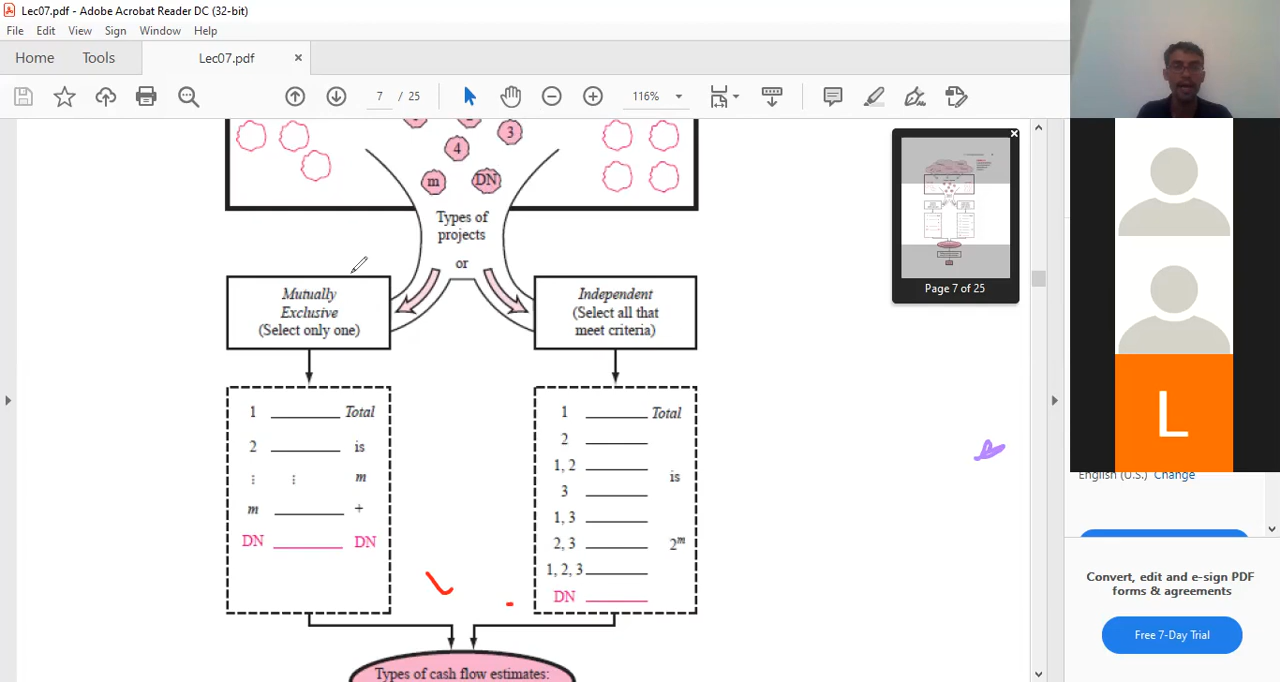 Lec07.pdf - Adobe Acrobat Reader DC (32-bit)
File Edit View Sign Window Help
Home Tools Lec07.pdf ×
7 / 25 116%
3
4
m DN
Types of
projects
or
Mutually
Exclusive
(Select only one)
Independent
(Select all that
meet criteria)
1 Total
2 is
⋮ ⋮ m
m +
DN DN
1 Total
2
1, 2
3 is
1, 3
2, 3 2ᵐ
1, 2, 3
DN
Types of cash flow estimates:
Page 7 of 25
L
English (U.S.) Change
Convert, edit and e-sign PDF
forms & agreements
Free 7-Day Trial